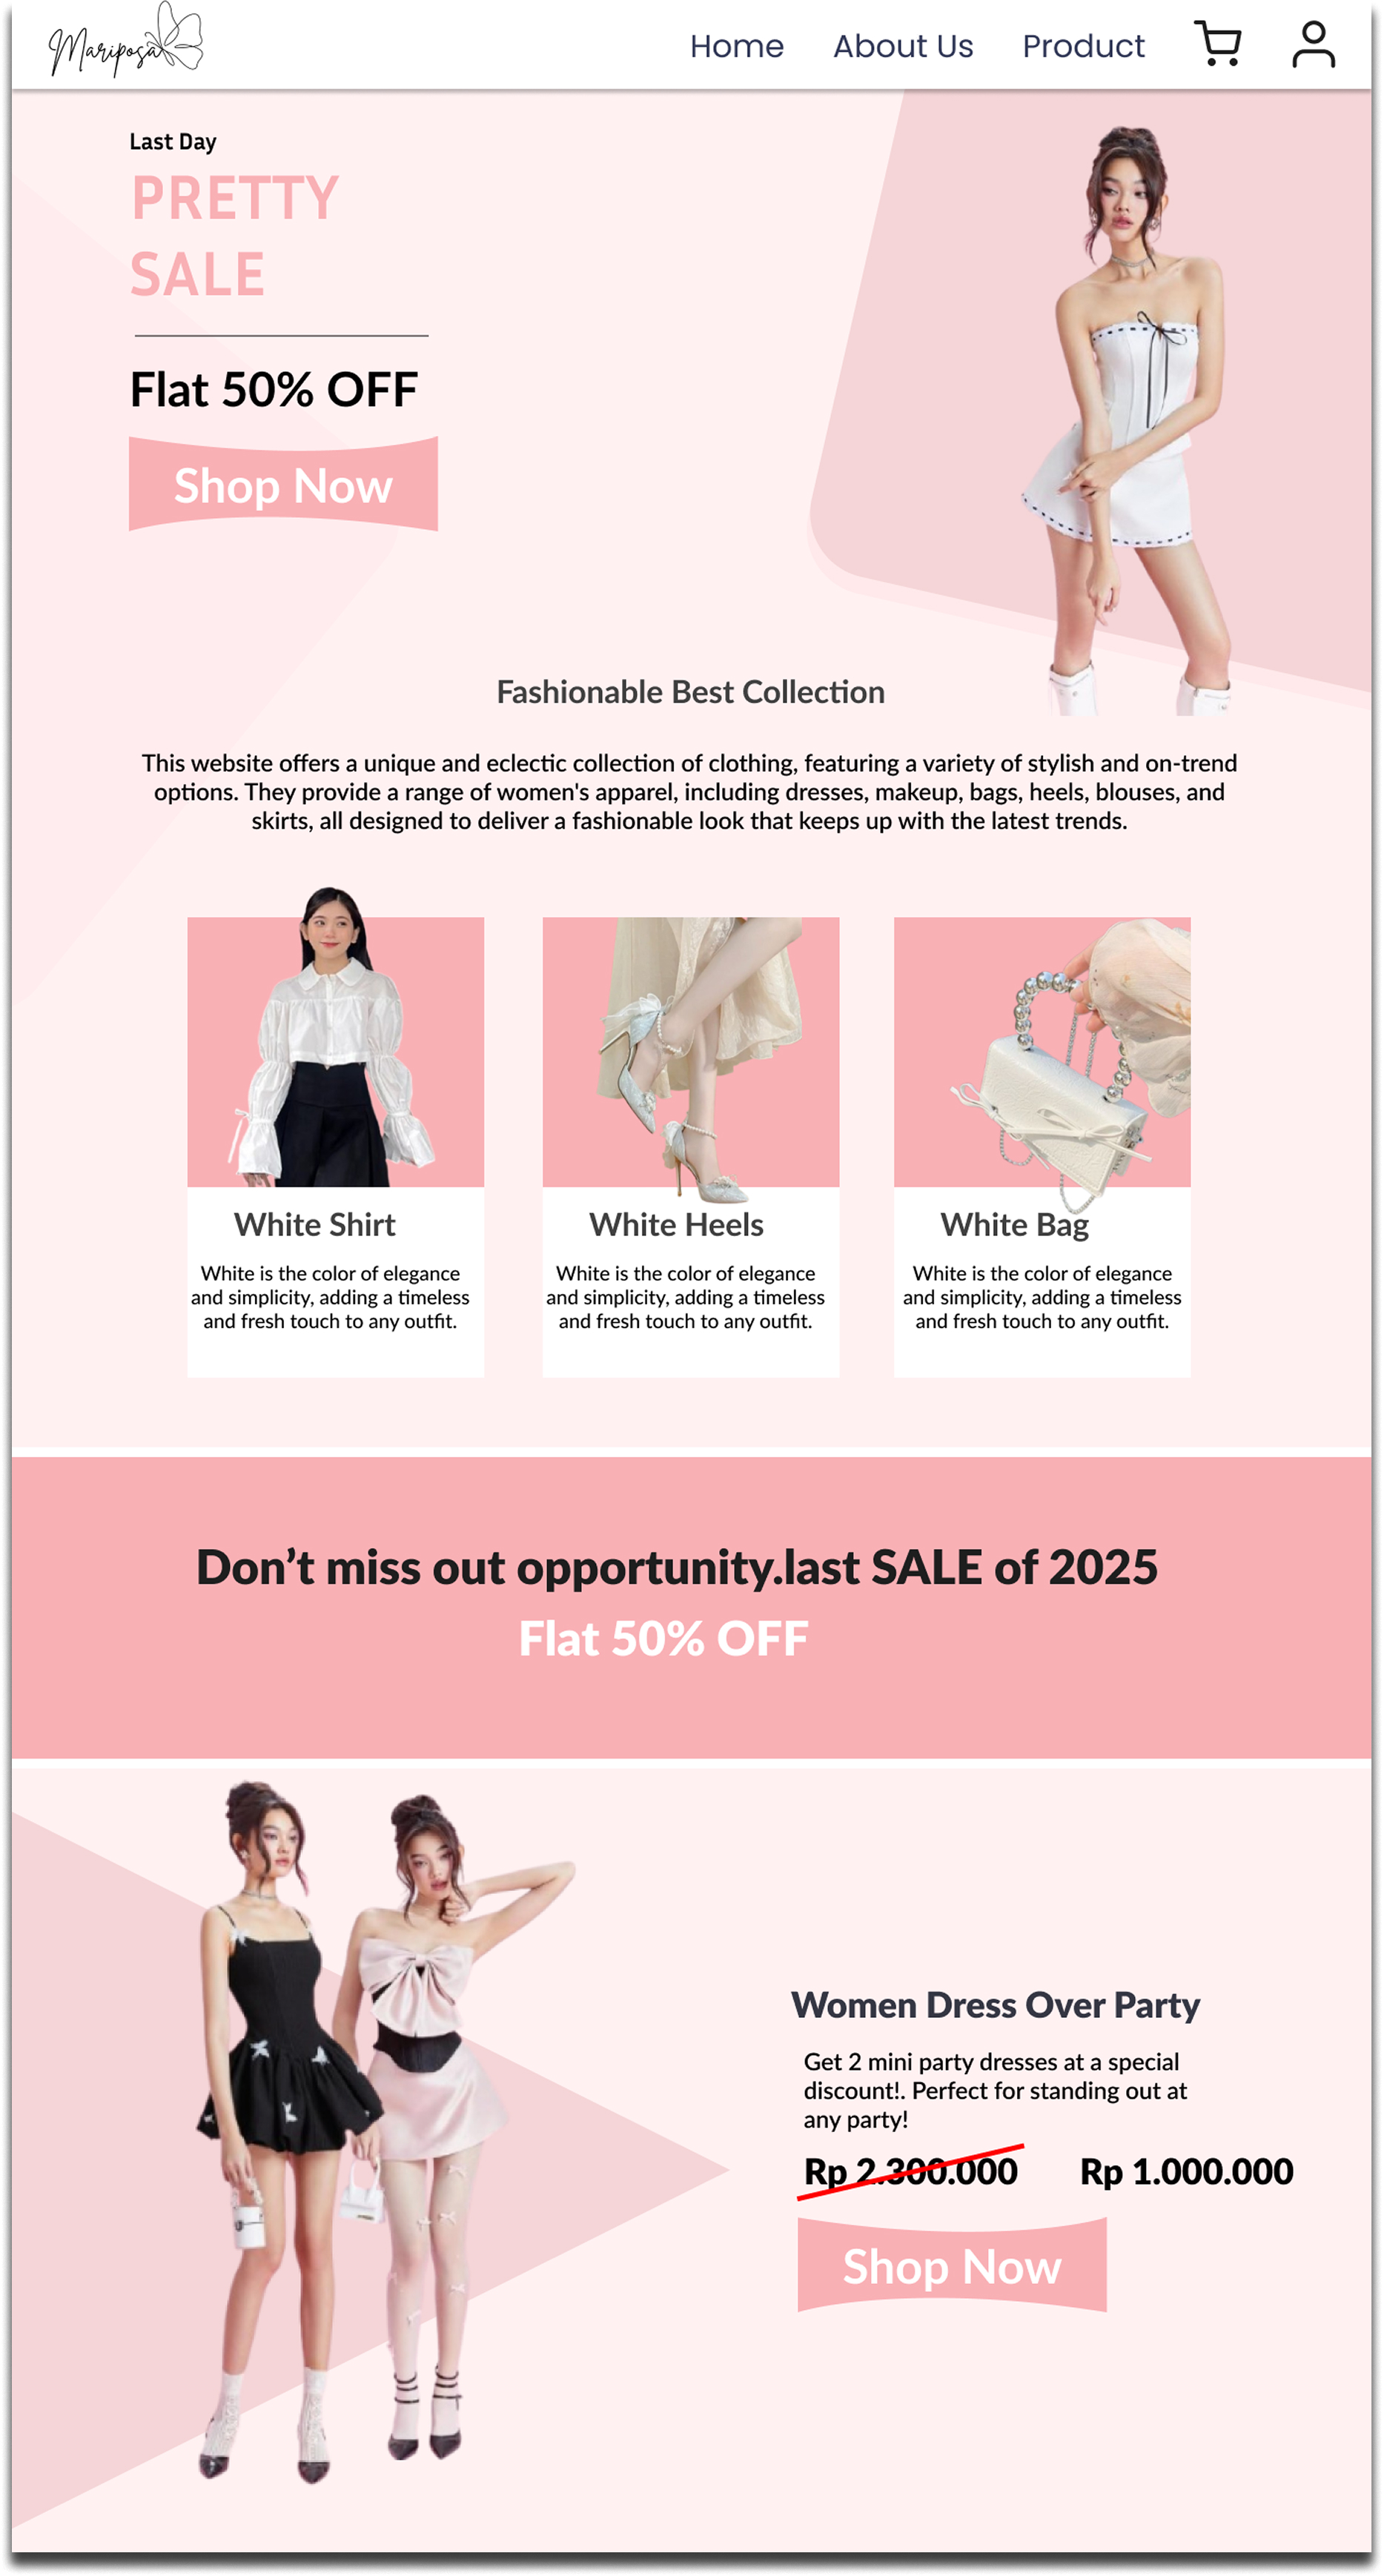 Mariposa
Home About Us Product
Last Day
PRETTY
SALE
Flat 50% OFF
Shop Now
Fashionable Best Collection
This website offers a unique and eclectic collection of clothing, featuring a variety of stylish and on-trend
options. They provide a range of women's apparel, including dresses, makeup, bags, heels, blouses, and
skirts, all designed to deliver a fashionable look that keeps up with the latest trends.
White Shirt
White is the color of elegance
and simplicity, adding a timeless
and fresh touch to any outfit.
White Heels
White is the color of elegance
and simplicity, adding a timeless
and fresh touch to any outfit.
White Bag
White is the color of elegance
and simplicity, adding a timeless
and fresh touch to any outfit.
Don’t miss out opportunity.last SALE of 2025
Flat 50% OFF
Women Dress Over Party
Get 2 mini party dresses at a special
discount!. Perfect for standing out at
any party!
Rp 2.300.000 Rp 1.000.000
Shop Now